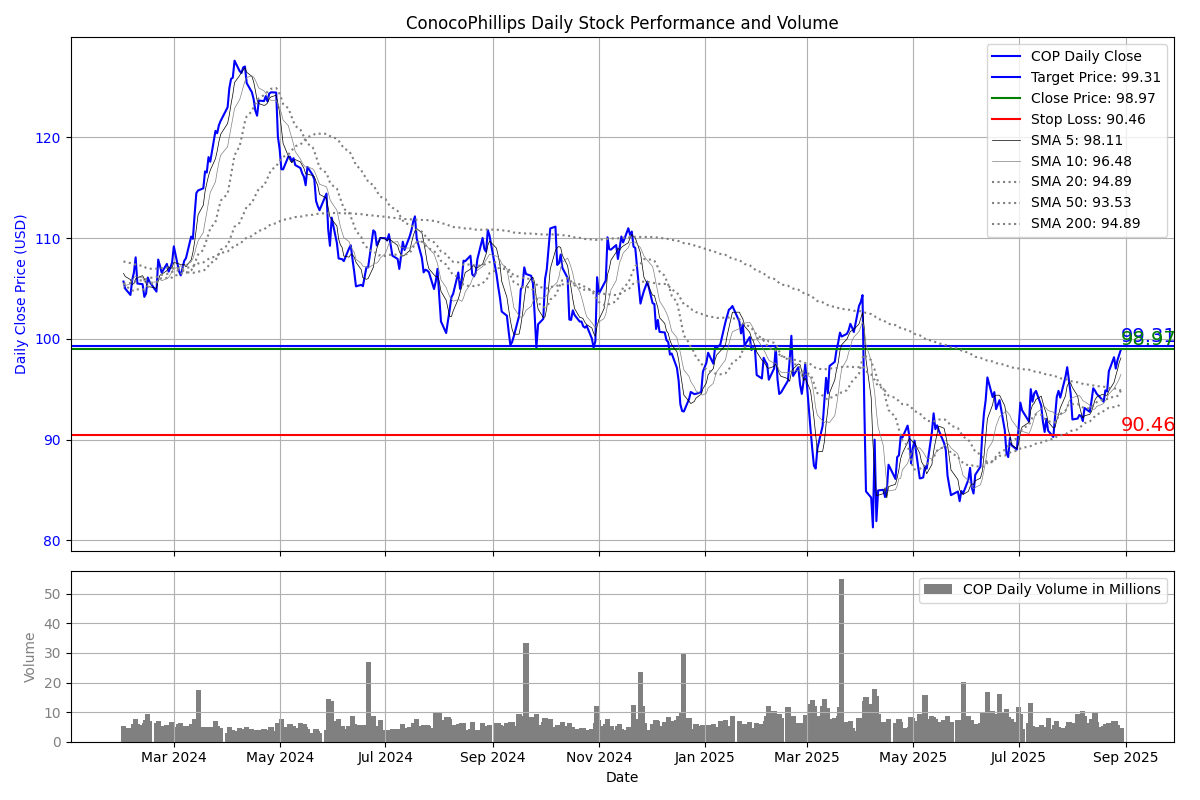 ConocoPhillips Daily Stock Performance and Volume
Daily Close Price (USD)
120
110
100
90
80
COP Daily Close
Target Price: 99.31
Close Price: 98.97
Stop Loss: 90.46
SMA 5: 98.11
SMA 10: 96.48
SMA 20: 94.89
SMA 50: 93.53
SMA 200: 94.89
99.31
98.97
90.46
Volume
50
40
30
20
10
0
COP Daily Volume in Millions
Mar 2024
May 2024
Jul 2024
Sep 2024
Nov 2024
Jan 2025
Mar 2025
May 2025
Jul 2025
Sep 2025
Date